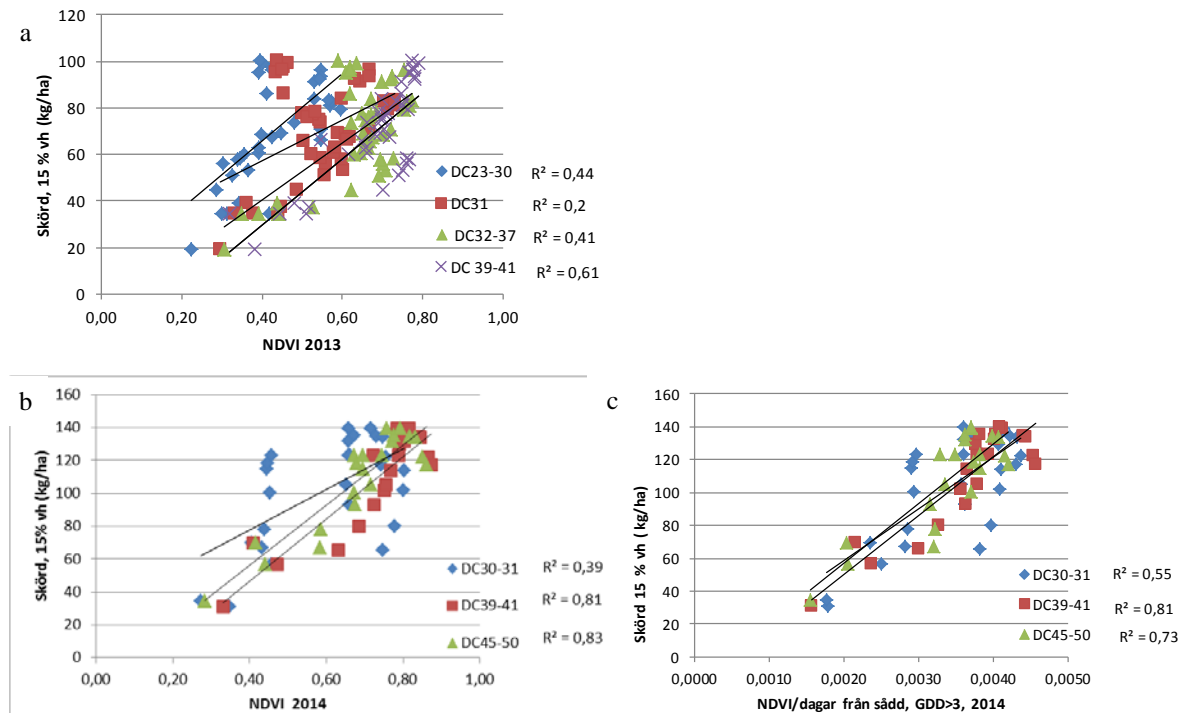 a
120
100
80
60
40
20
0
Skörd, 15 % vh (kg/ha)
0,00 0,20 0,40 0,60 0,80 1,00
NDVI 2013
DC23-30 R² = 0,44
DC31 R² = 0,2
DC32-37 R² = 0,41
DC 39-41 R² = 0,61
b
160
140
120
100
80
60
40
20
0
Skörd, 15% vh (kg/ha)
0,00 0,20 0,40 0,60 0,80 1,00
NDVI 2014
DC30-31 R² = 0,39
DC39-41 R² = 0,81
DC45-50 R² = 0,83
c
160
140
120
100
80
60
40
20
0
Skörd 15 % vh (kg/ha)
0,0000 0,0010 0,0020 0,0030 0,0040 0,0050
NDVI/dagar från sådd, GDD>3, 2014
DC30-31 R² = 0,55
DC39-41 R² = 0,81
DC45-50 R² = 0,73